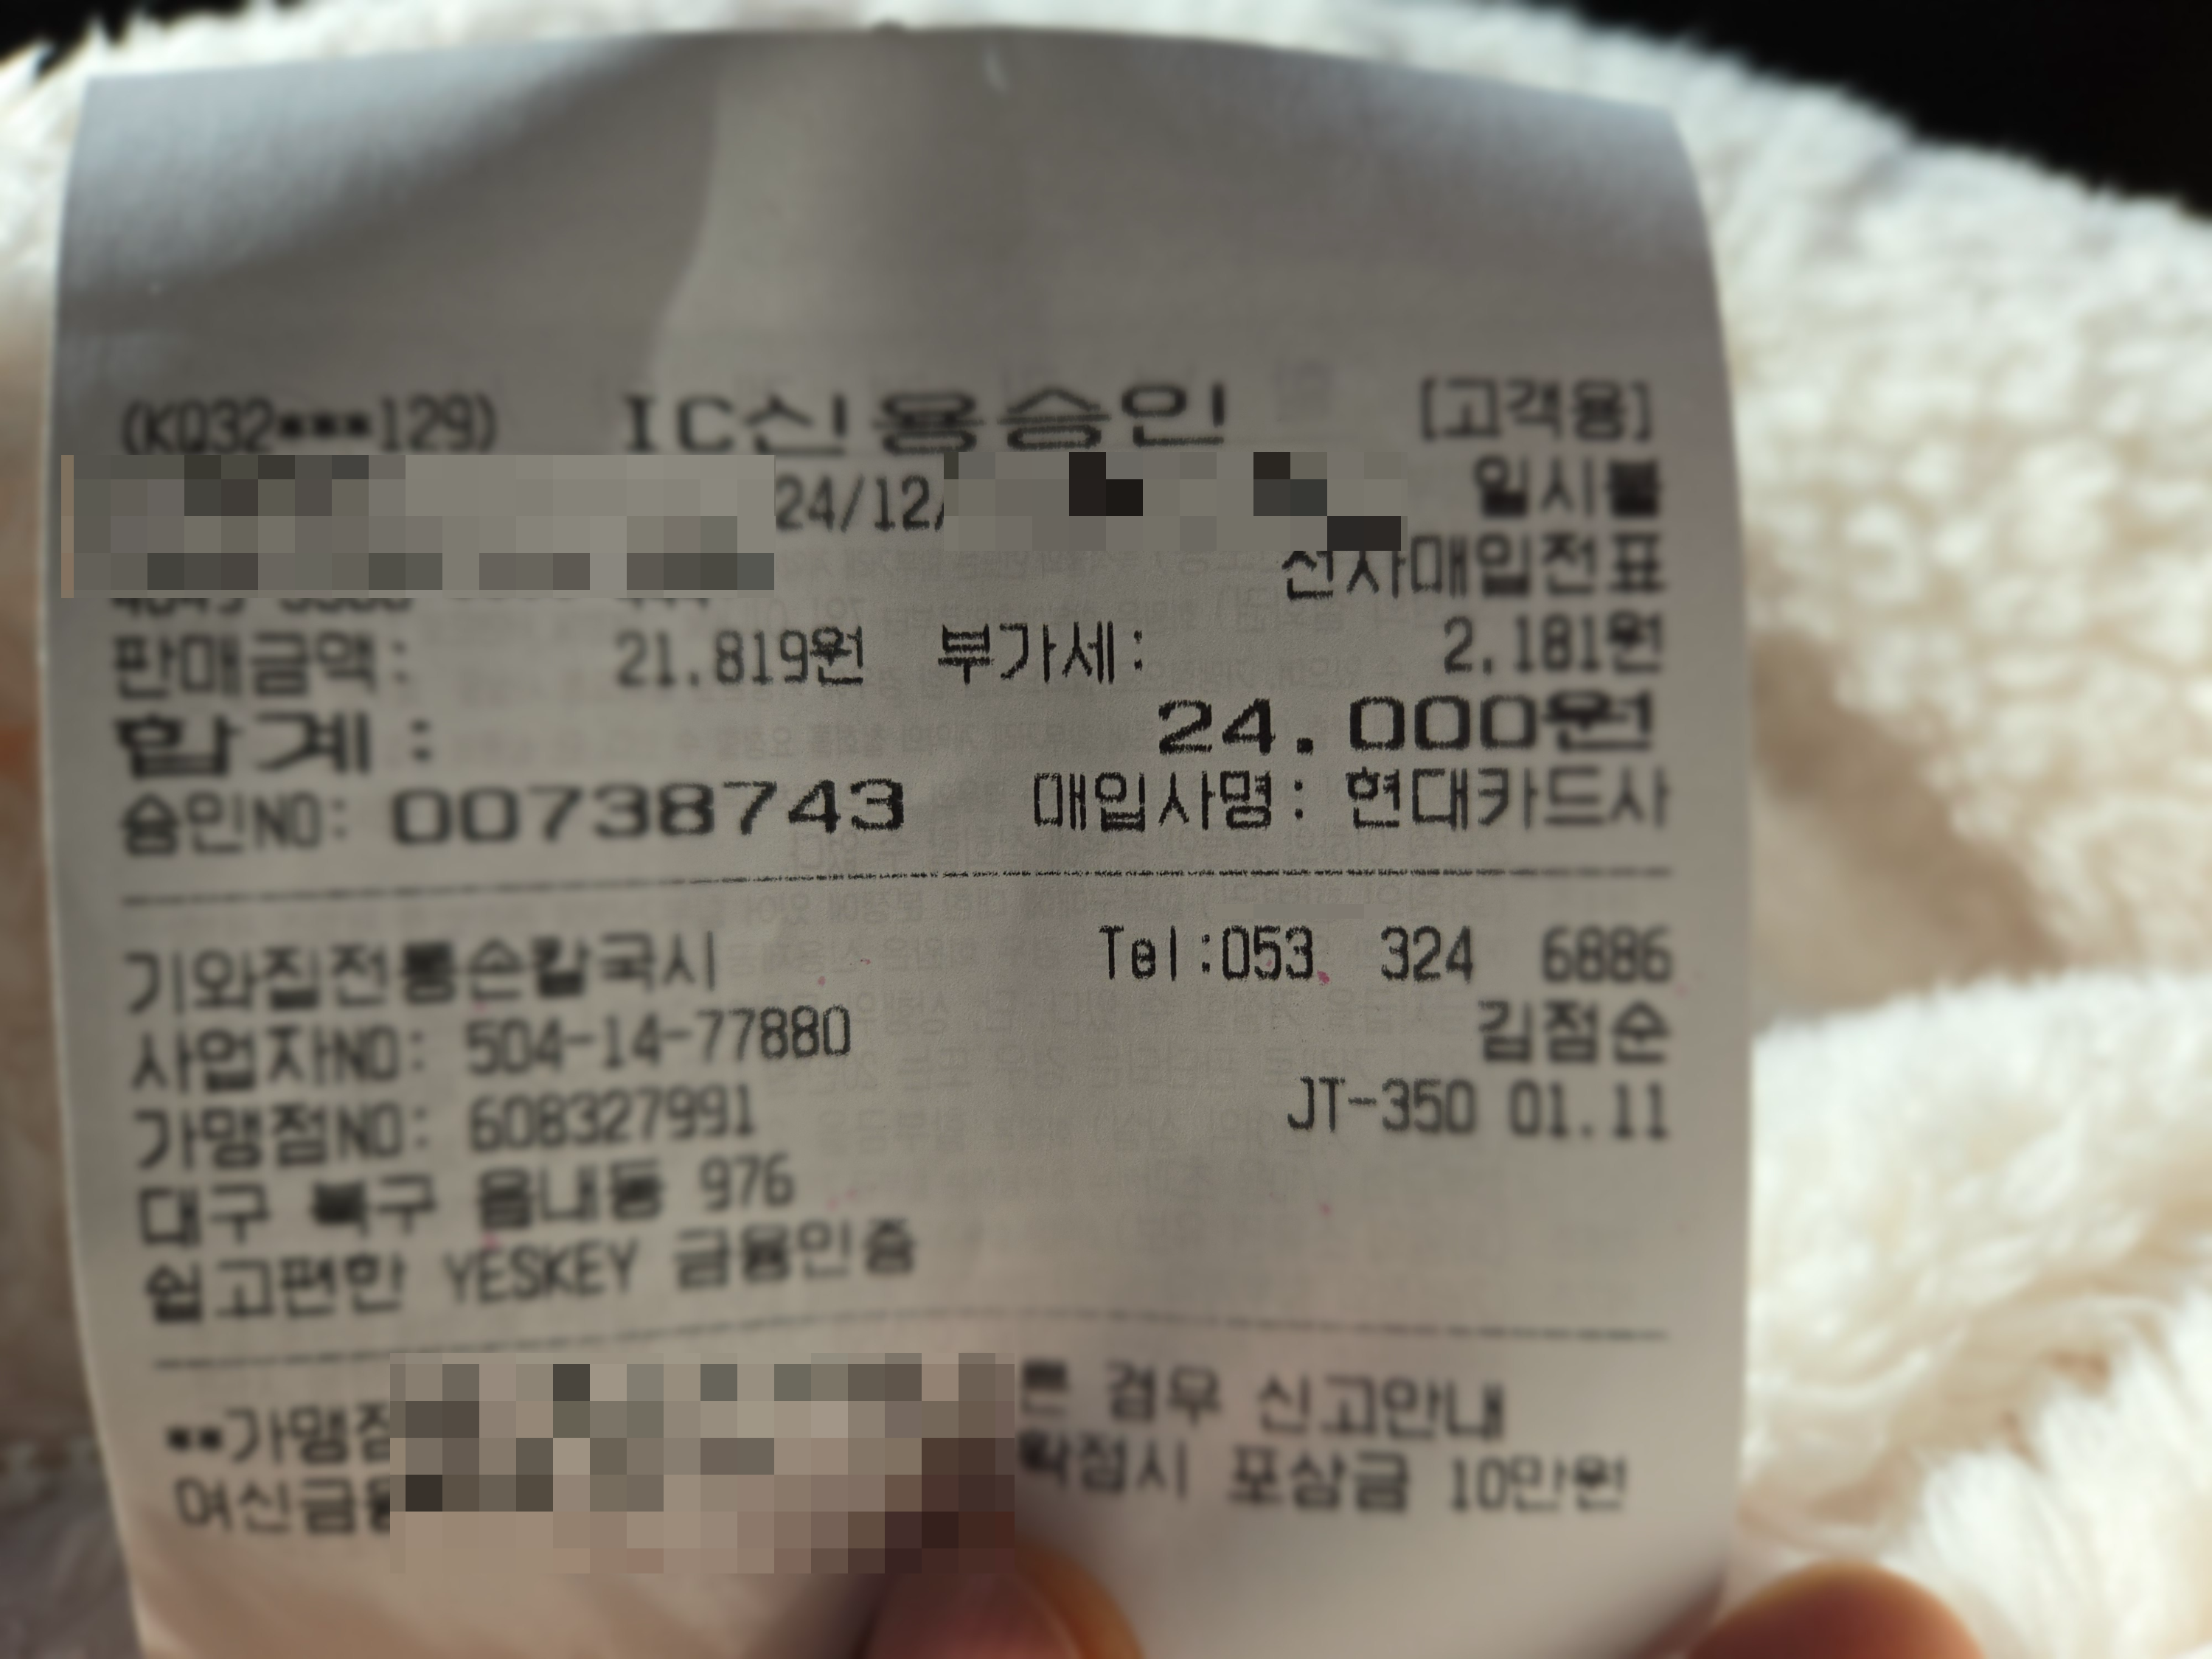 (KQ32***129) IC신용승인 [고객용]
24/12/ 일시불
전자매입전표
판매금액: 21.819원 부가세: 2,181원
합계: 24.000원
승인NO: 00738743 매입사명: 현대카드사
기와집전통손칼국시 Tel:053 324 6886
사업자NO: 504-14-77880 김점순
가맹점NO: 608327991 JT-350 01.11
대구 북구 읍내동 976
쉽고편한 YESKEY 금융인증
**가맹점 른 경우 신고안내
여신금융 확정시 포상금 10만원